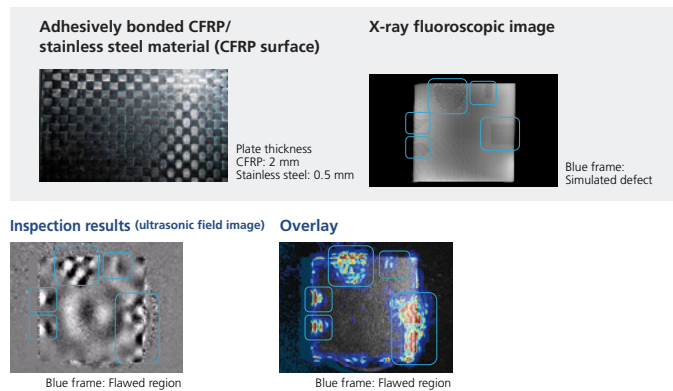 Adhesively bonded CFRP/
stainless steel material (CFRP surface)
X-ray fluoroscopic image
Plate thickness
CFRP: 2 mm
Stainless steel: 0.5 mm
Blue frame:
Simulated defect
Inspection results (ultrasonic field image)
Overlay
Blue frame: Flawed region
Blue frame: Flawed region